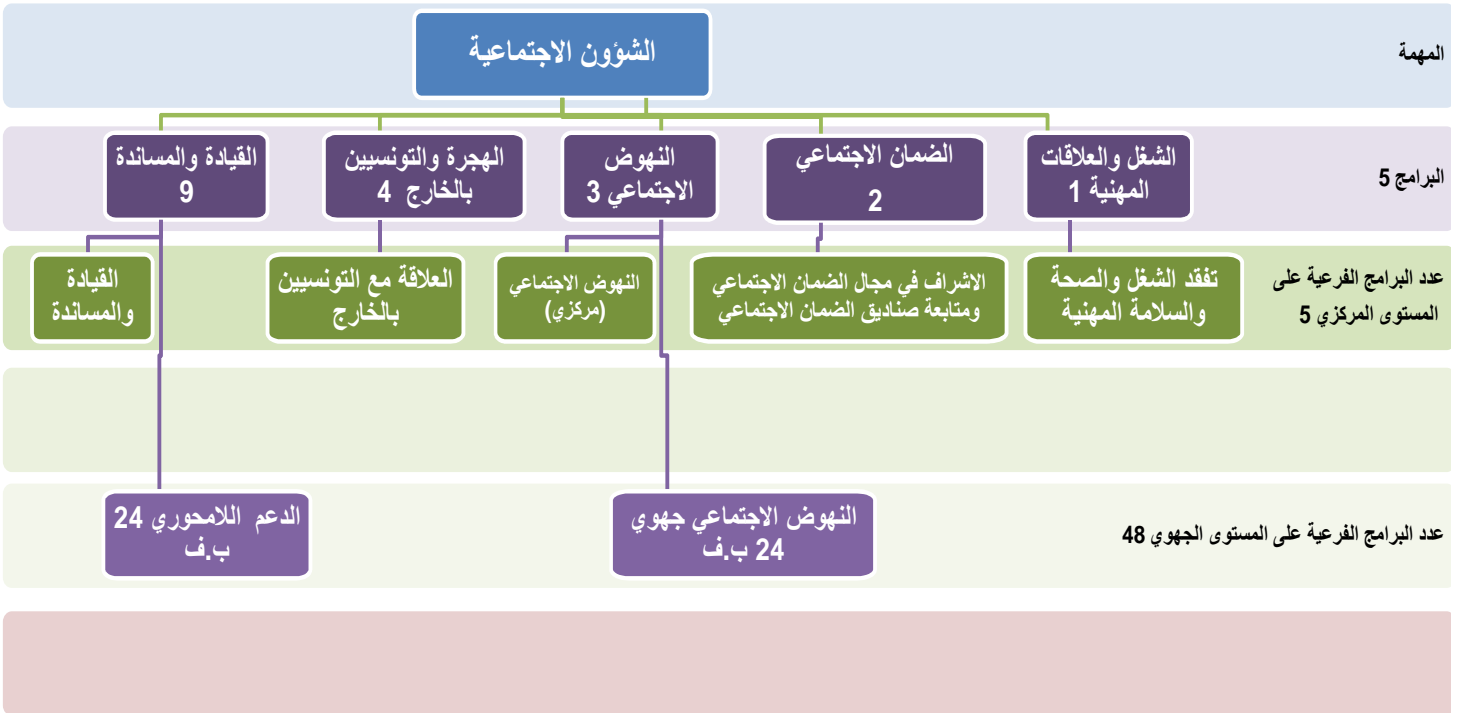 المهمة
الشؤون الاجتماعية
البرامج 5
الشغل والعلاقات
المهنية 1
الضمان الاجتماعي
2
النهوض
الاجتماعي 3
الهجرة والتونسيين
بالخارج 4
القيادة والمساندة
9
عدد البرامج الفرعية على
المستوى المركزي 5
تفقد الشغل والصحة
والسلامة المهنية
الاشراف في مجال الضمان الاجتماعي
ومتابعة صناديق الضمان الاجتماعي
النهوض الاجتماعي
(مركزي)
العلاقة مع التونسيين
بالخارج
القيادة
والمساندة
عدد البرامج الفرعية على المستوى الجهوي 48
النهوض الاجتماعي جهوي
24 ب.ف
الدعم اللامحوري 24
ب.ف